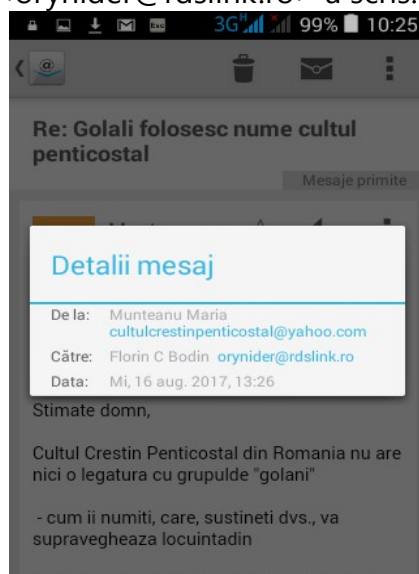 orynider@rdslink.ro> a scris:
Esc 3G H 99% 10:25
Re: Golali folosesc nume cultul
penticostal
Mesaje primite
Detalii mesaj
De la: Munteanu Maria
cultulcrestinpenticostal@yahoo.com
Către: Florin C Bodin orynider@rdslink.ro
Data: Mi, 16 aug. 2017, 13:26
Stimate domn,
Cultul Crestin Penticostal din Romania nu are
nici o legatura cu grupulde "golani"
- cum ii numiti, care, sustineti dvs., va
supravegheaza locuintadin